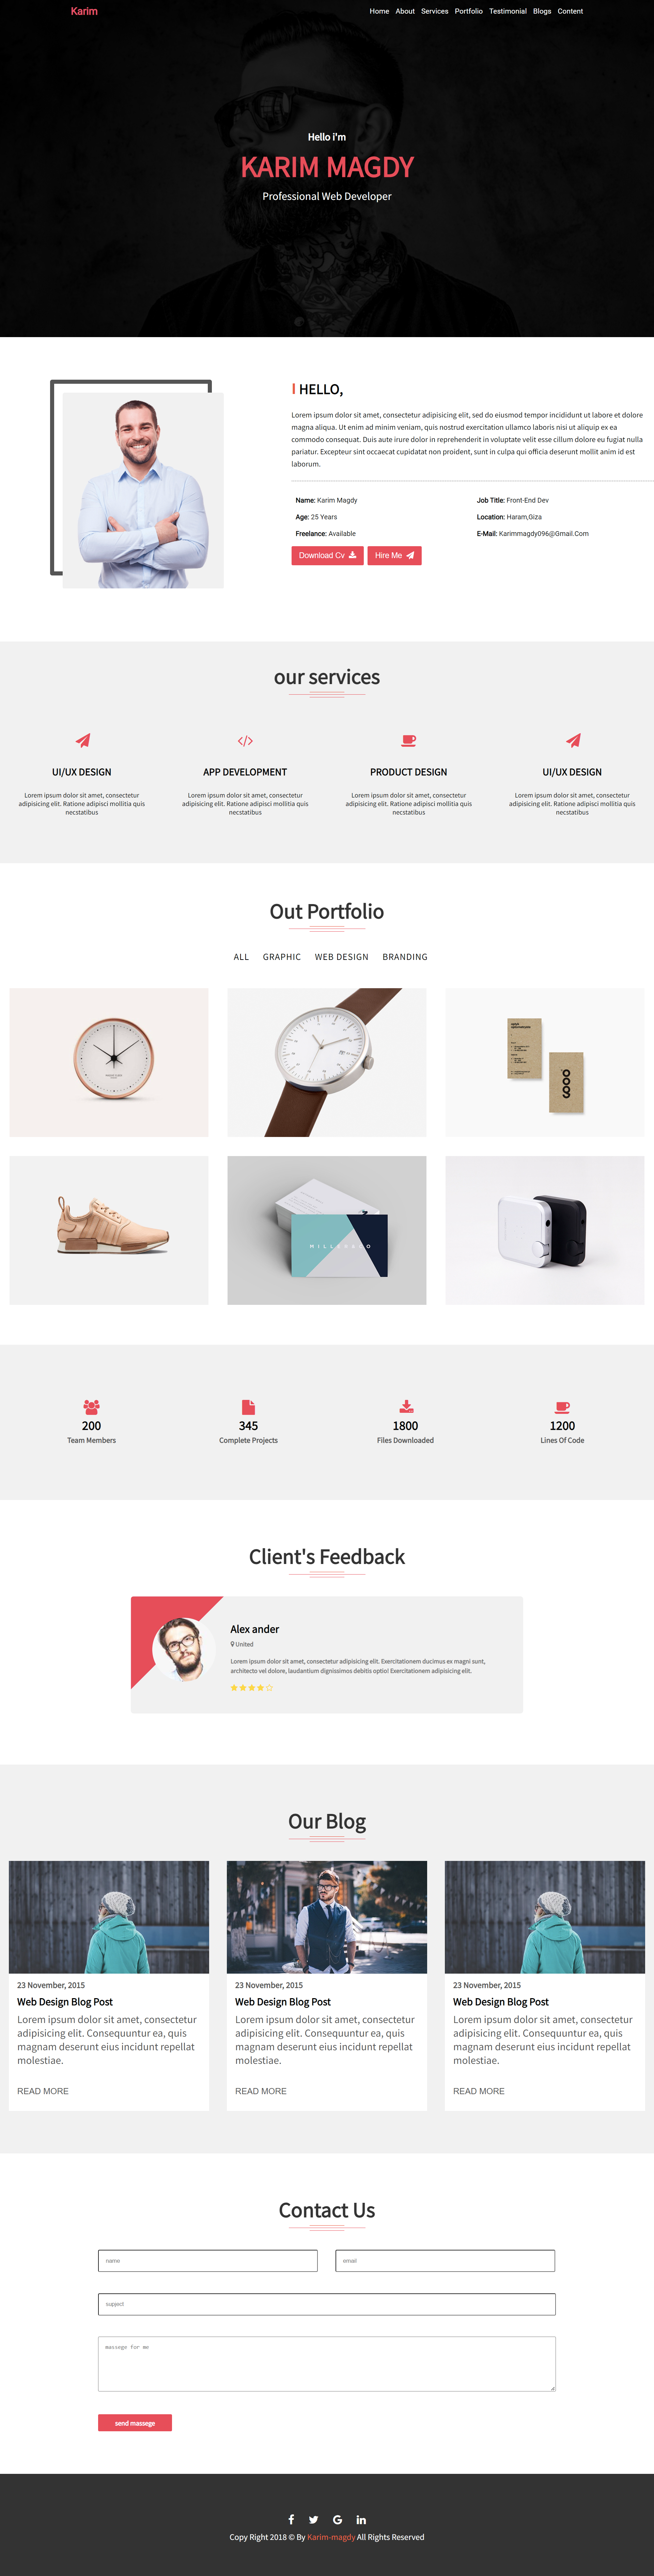 Karim
Home About Services Portfolio Testimonial Blogs Content
Hello i'm
KARIM MAGDY
Professional Web Developer
HELLO,
Lorem ipsum dolor sit amet, consectetur adipisicing elit, sed do eiusmod tempor incididunt ut labore et dolore
magna aliqua. Ut enim ad minim veniam, quis nostrud exercitation ullamco laboris nisi ut aliquip ex ea
commodo consequat. Duis aute irure dolor in reprehenderit in voluptate velit esse cillum dolore eu fugiat nulla
pariatur. Excepteur sint occaecat cupidatat non proident, sunt in culpa qui officia deserunt mollit anim id est
laborum.
Name: Karim Magdy Job Title: Front-End Dev
Age: 25 Years Location: Haram,Giza
Freelance: Available E-Mail: Karimmagdy096@Gmail.Com
Download Cv Hire Me
our services
UI/UX DESIGN APP DEVELOPMENT PRODUCT DESIGN UI/UX DESIGN
Lorem ipsum dolor sit amet, consectetur
adipisicing elit. Ratione adipisci mollitia quis
necstatibus
Lorem ipsum dolor sit amet, consectetur
adipisicing elit. Ratione adipisci mollitia quis
necstatibus
Lorem ipsum dolor sit amet, consectetur
adipisicing elit. Ratione adipisci mollitia quis
necstatibus
Lorem ipsum dolor sit amet, consectetur
adipisicing elit. Ratione adipisci mollitia quis
necstatibus
Out Portfolio
ALL GRAPHIC WEB DESIGN BRANDING
200 345 1800 1200
Team Members Complete Projects Files Downloaded Lines Of Code
Client's Feedback
Alex ander
United
Lorem ipsum dolor sit amet, consectetur adipisicing elit. Exercitationem ducimus ex magni sunt,
architecto vel dolore, laudantium dignissimos debitis optio! Exercitationem adipisicing elit.
Our Blog
23 November, 2015
Web Design Blog Post
Lorem ipsum dolor sit amet, consectetur
adipisicing elit. Consequuntur ea, quis
magnam deserunt eius incidunt repellat
molestiae.
READ MORE
23 November, 2015
Web Design Blog Post
Lorem ipsum dolor sit amet, consectetur
adipisicing elit. Consequuntur ea, quis
magnam deserunt eius incidunt repellat
molestiae.
READ MORE
23 November, 2015
Web Design Blog Post
Lorem ipsum dolor sit amet, consectetur
adipisicing elit. Consequuntur ea, quis
magnam deserunt eius incidunt repellat
molestiae.
READ MORE
Contact Us
name email
supject
massage for me
send massege
Copy Right 2018 © By Karim-magdy All Rights Reserved